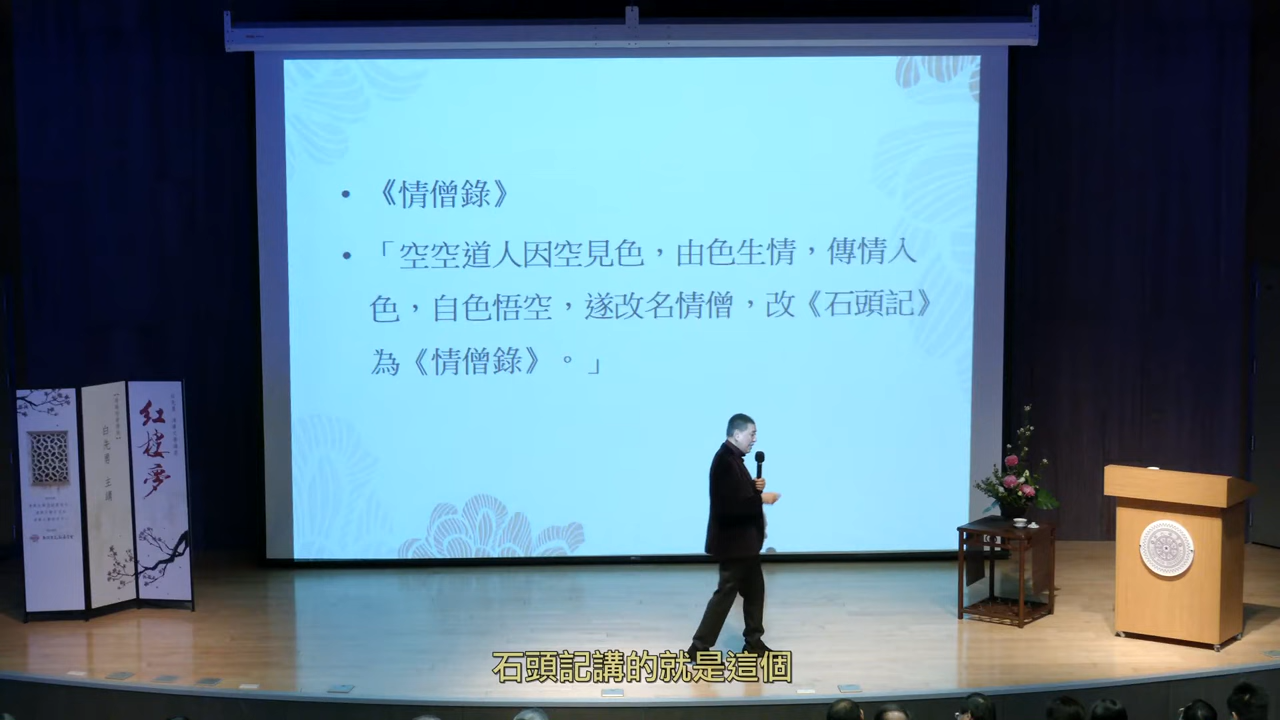 • 《情僧錄》
• 「空空道人因空見色，由色生情，傳情入
色，自色悟空，遂改名情僧，改《石頭記》
為《情僧錄》。」
紅樓夢
白先勇 主講
石頭記講的就是這個